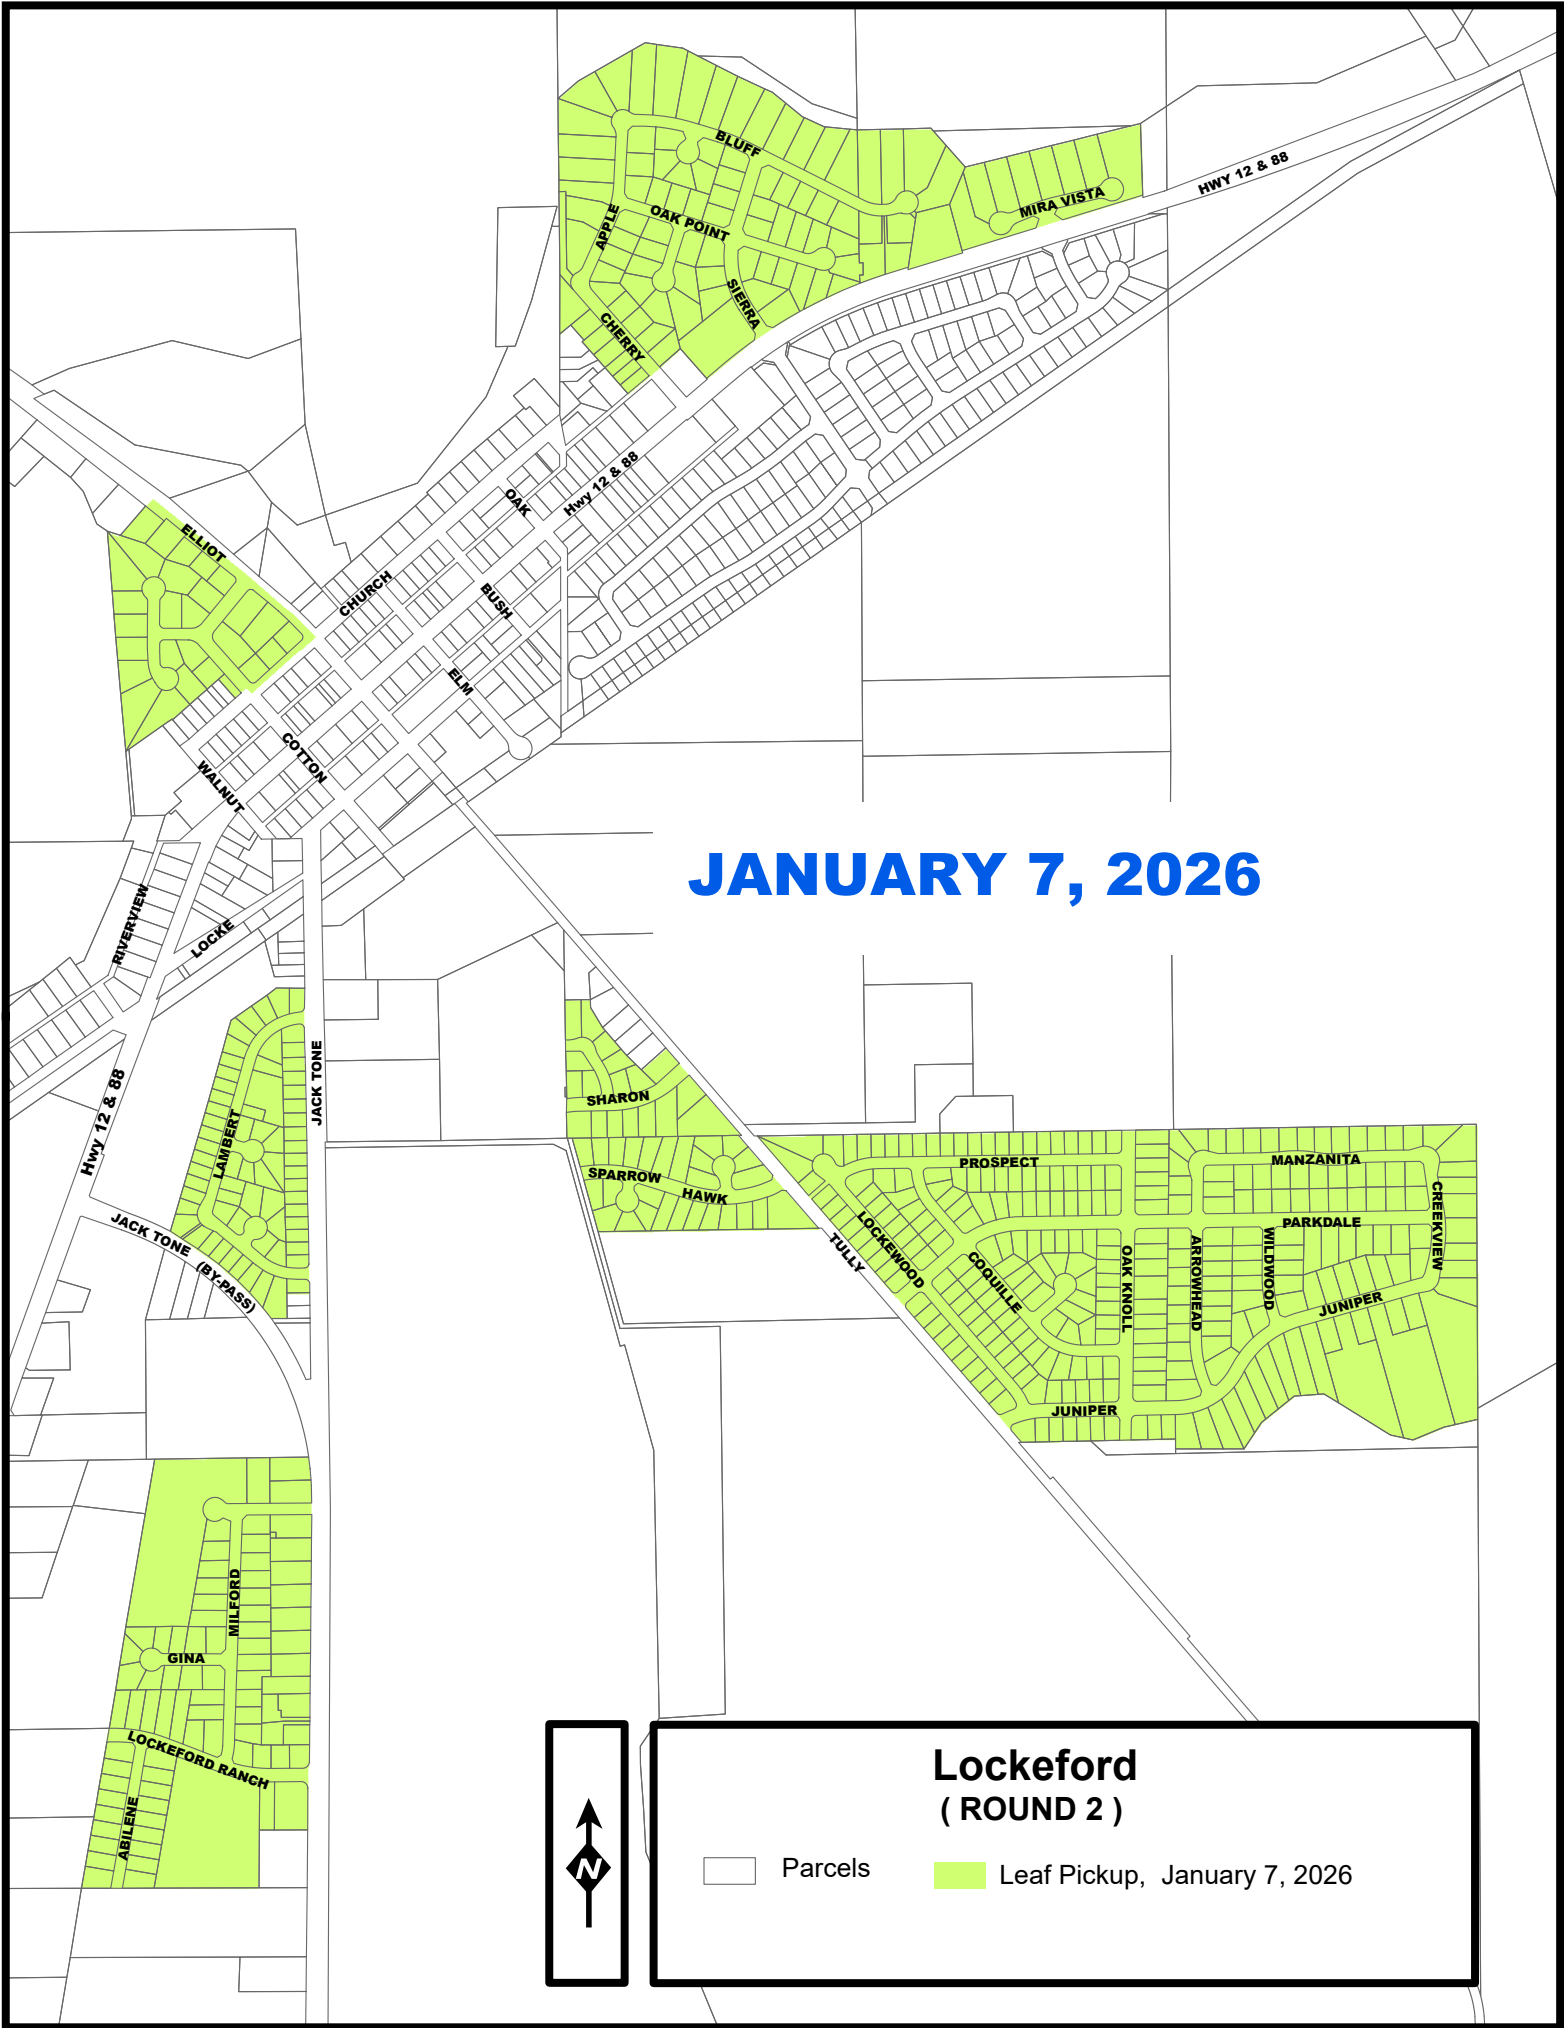 BLUFF
HWY 12 & 88
MIRA VISTA
OAK POINT
APPLE
SIERRA
CHERRY
Hwy 12 & 88
OAK
ELLIOT
CHURCH
BUSH
ELM
COTTON
WALNUT
JANUARY 7, 2026
RIVERVIEW
LOCKE
JACK TONE
Hwy 12 & 88
LAMBERT
SHARON
SPARROW
HAWK
PROSPECT
MANZANITA
CREEKVIEW
PARKDALE
LOCKEWOOD
TULLY
COQUILLE
OAK KNOLL
ARROWHEAD
WILDWOOD
JUNIPER
JACK TONE
(BY-PASS)
JUNIPER
MILFORD
GINA
LOCKEFORD RANCH
ABILENE
N
Lockeford
( ROUND 2 )
Parcels
Leaf Pickup, January 7, 2026